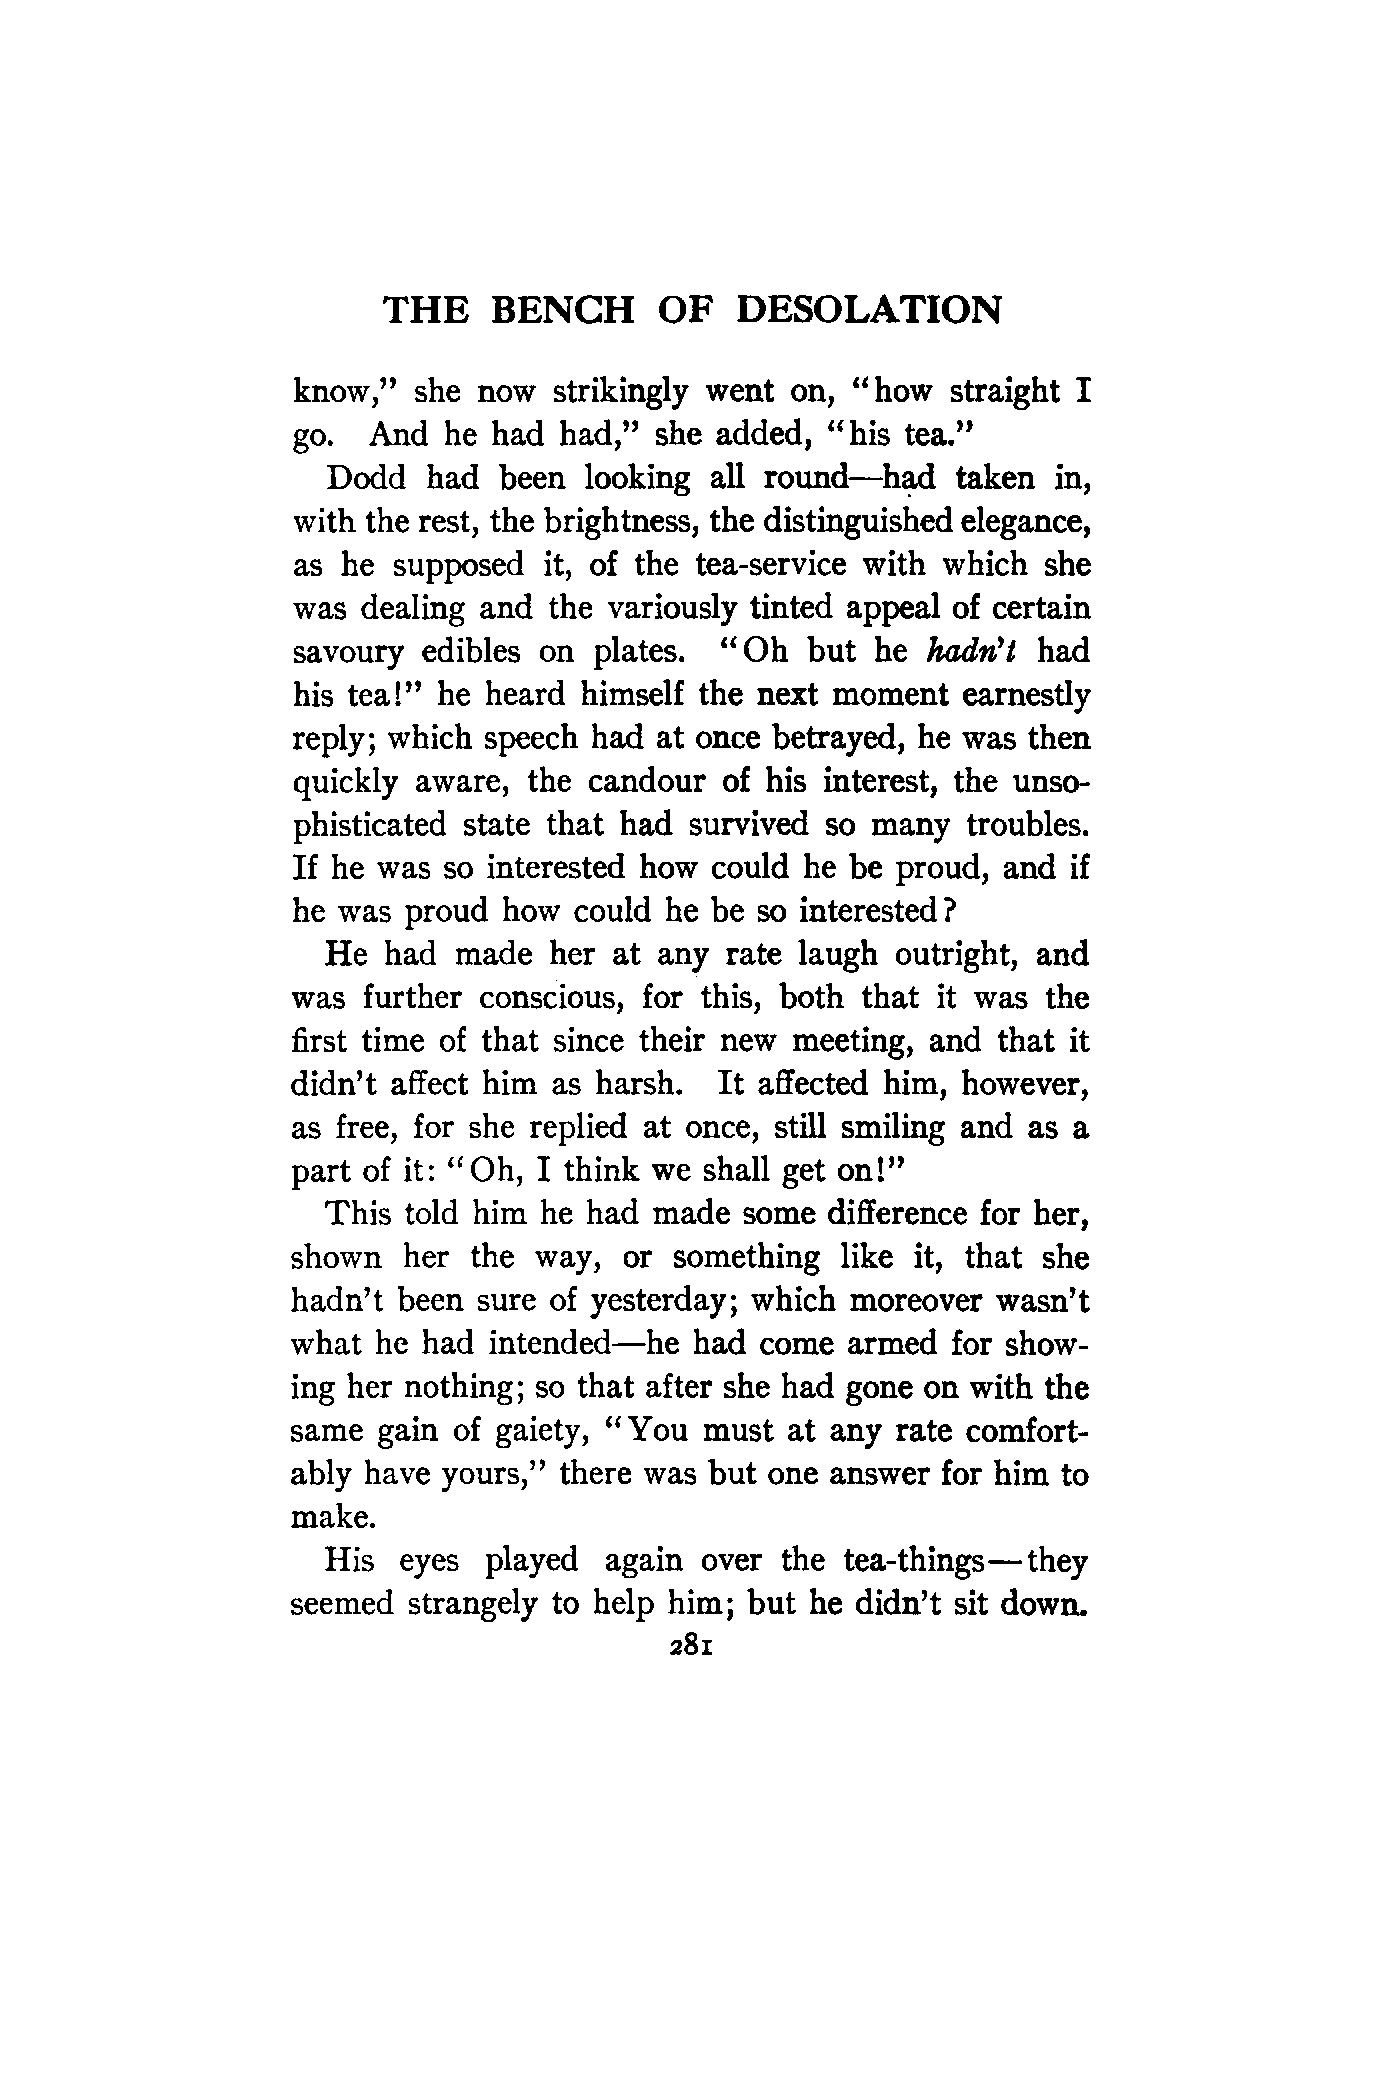 THE BENCH OF DESOLATION
know,” she now strikingly went on, “how straight I
go. And he had had,” she added, “his tea.”
Dodd had been looking all round—had taken in,
with the rest, the brightness, the distinguished elegance,
as he supposed it, of the tea-service with which she
was dealing and the variously tinted appeal of certain
savoury edibles on plates. “Oh but he hadn’t had
his tea!” he heard himself the next moment earnestly
reply; which speech had at once betrayed, he was then
quickly aware, the candour of his interest, the unso-
phisticated state that had survived so many troubles.
If he was so interested how could he be proud, and if
he was proud how could he be so interested?
He had made her at any rate laugh outright, and
was further conscious, for this, both that it was the
first time of that since their new meeting, and that it
didn’t affect him as harsh. It affected him, however,
as free, for she replied at once, still smiling and as a
part of it: “Oh, I think we shall get on!”
This told him he had made some difference for her,
shown her the way, or something like it, that she
hadn’t been sure of yesterday; which moreover wasn’t
what he had intended—he had come armed for show-
ing her nothing; so that after she had gone on with the
same gain of gaiety, “You must at any rate comfort-
ably have yours,” there was but one answer for him to
make.
His eyes played again over the tea-things—they
seemed strangely to help him; but he didn’t sit down.
281